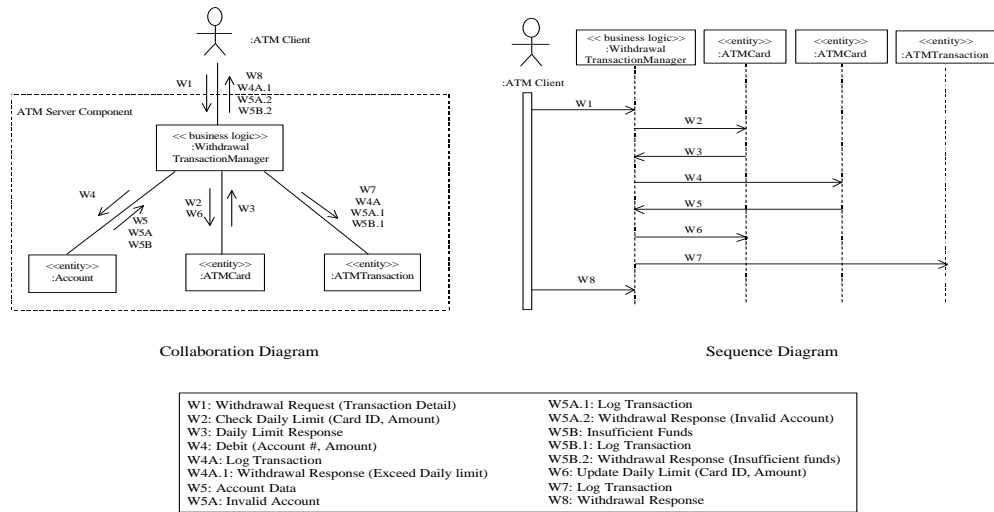 :ATM Client
W1
W8
W4A.1
W5A.2
W5B.2
ATM Server Component
<< business logic>>
:Withdrawal
TransactionManager
W4
W5
W5A
W5B
W2
W6
W3
W7
W4A
W5A.1
W5B.1
<<entity>>
:Account
<<entity>>
:ATMCard
<<entity>>
:ATMTransaction
Collaboration Diagram
:ATM Client
<< business logic>>
:Withdrawal
TransactionManager
<<entity>>
:ATMCard
<<entity>>
:ATMCard
<<entity>>
:ATMTransaction
W1
W2
W3
W4
W5
W6
W7
W8
Sequence Diagram
W1: Withdrawal Request (Transaction Detail)
W2: Check Daily Limit (Card ID, Amount)
W3: Daily Limit Response
W4: Debit (Account #, Amount)
W4A: Log Transaction
W4A.1: Withdrawal Response (Exceed Daily limit)
W5: Account Data
W5A: Invalid Account
W5A.1: Log Transaction
W5A.2: Withdrawal Response (Invalid Account)
W5B: Insufficient Funds
W5B.1: Log Transaction
W5B.2: Withdrawal Response (Insufficient funds)
W6: Update Daily Limit (Card ID, Amount)
W7: Log Transaction
W8: Withdrawal Response